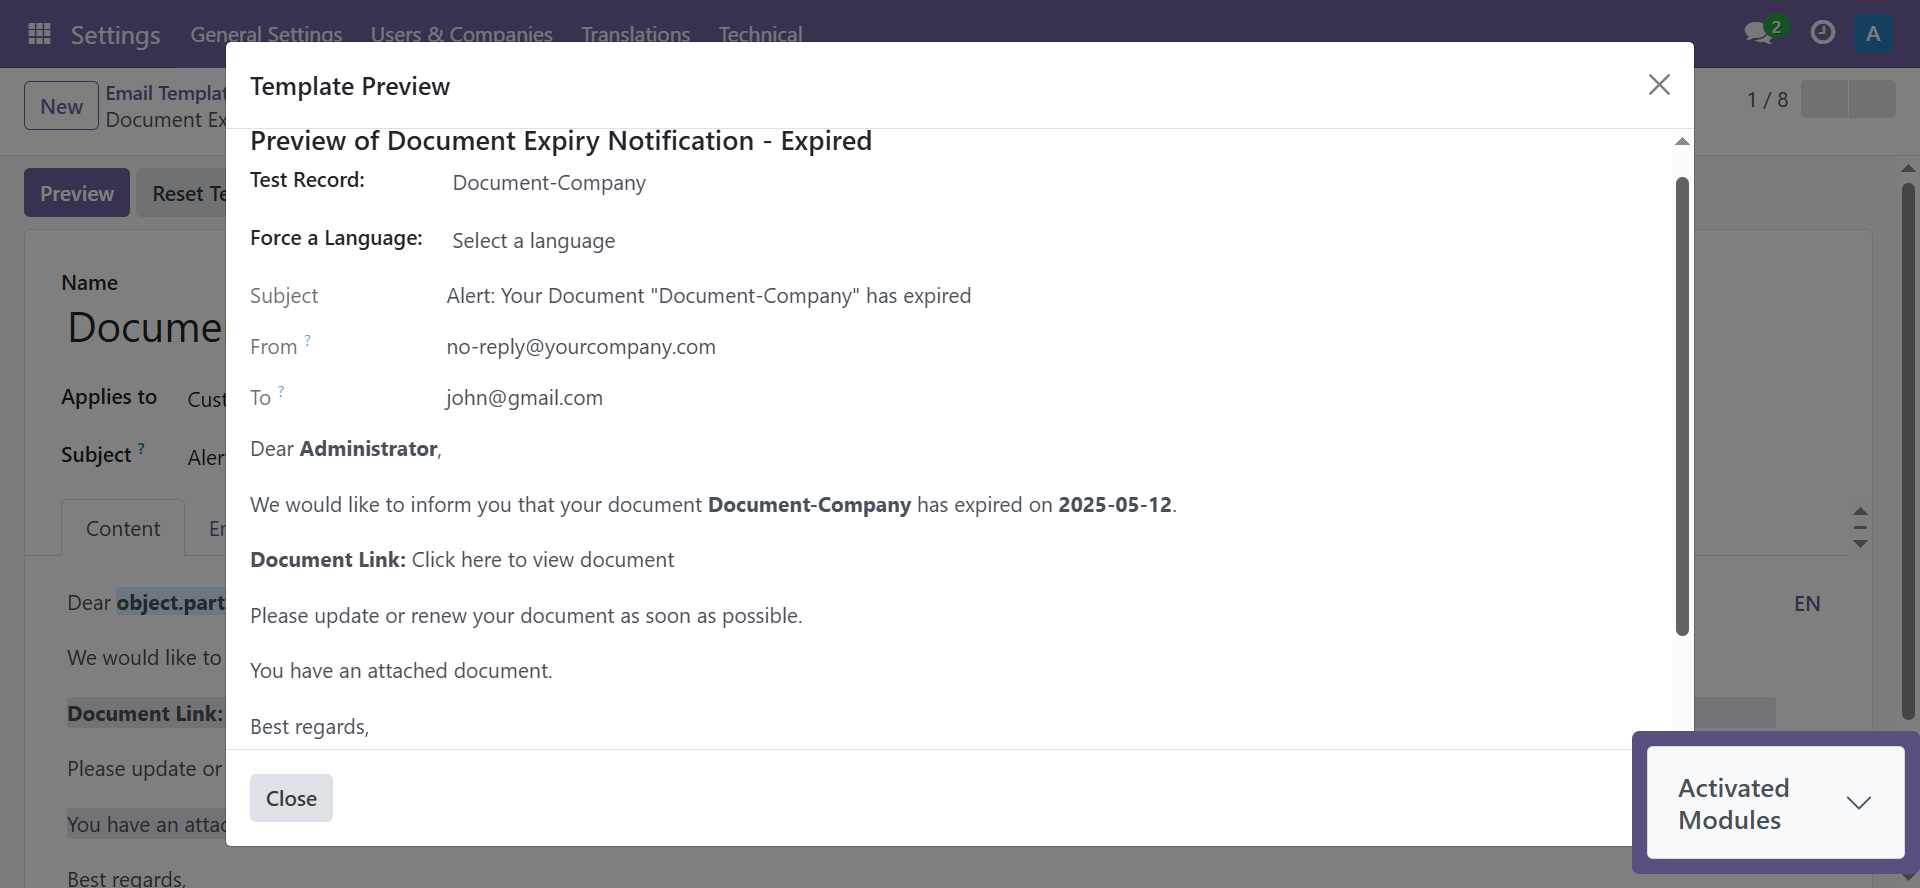 Settings
General Settings
Users & Companies
Translations
Technical
2
A
New
Email Templat
Document Ex
1 / 8
Preview
Reset Te
Name
Docume
Applies to
Cust
Subject ?
Aler
Content
En
Dear object.part
We would like to
Document Link:
Please update or
You have an attac
Best regards,
EN
Template Preview
Preview of Document Expiry Notification - Expired
Test Record:
Document-Company
Force a Language:
Select a language
Subject
Alert: Your Document "Document-Company" has expired
From ?
no-reply@yourcompany.com
To ?
john@gmail.com
Dear Administrator,
We would like to inform you that your document Document-Company has expired on 2025-05-12.
Document Link: Click here to view document
Please update or renew your document as soon as possible.
You have an attached document.
Best regards,
Close
Activated
Modules